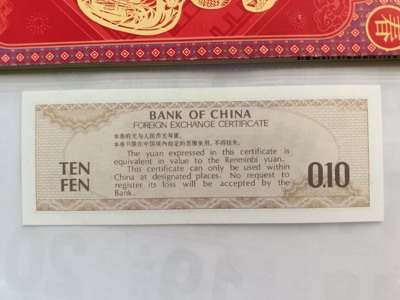 春
BANK OF CHINA
FOREIGN EXCHANGE CERTIFICATE
本券的元与人民币元等值。
本券只限在中国境内指定的范围使用，不得挂失。
The yuan expressed in this certificate is
equivalent in value to the Renminbi yuan.
This certificate can only be used within
China at designated places. No request to
register its loss will be accepted by the
Bank.
TEN
FEN
0.10